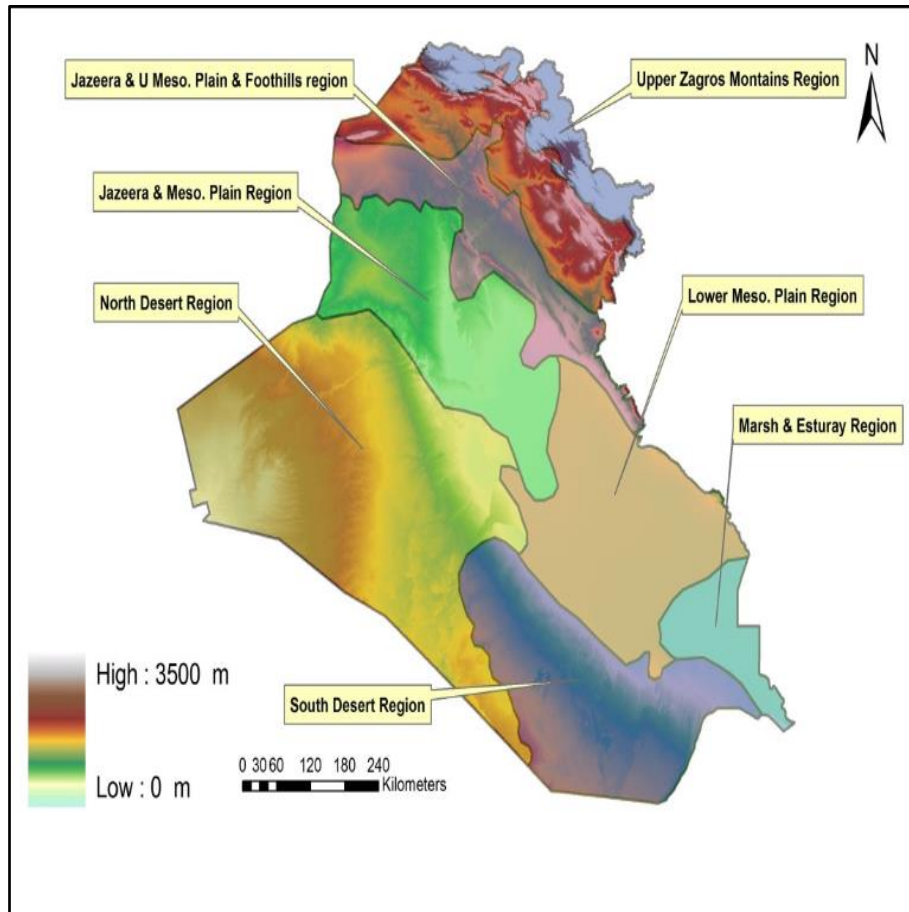 N
Jazeera & U Meso. Plain & Foothills region
Upper Zagros Montains Region
Jazeera & Meso. Plain Region
North Desert Region
Lower Meso. Plain Region
Marsh & Esturay Region
High : 3500 m
South Desert Region
Low : 0 m
0 30 60 120 180 240
Kilometers